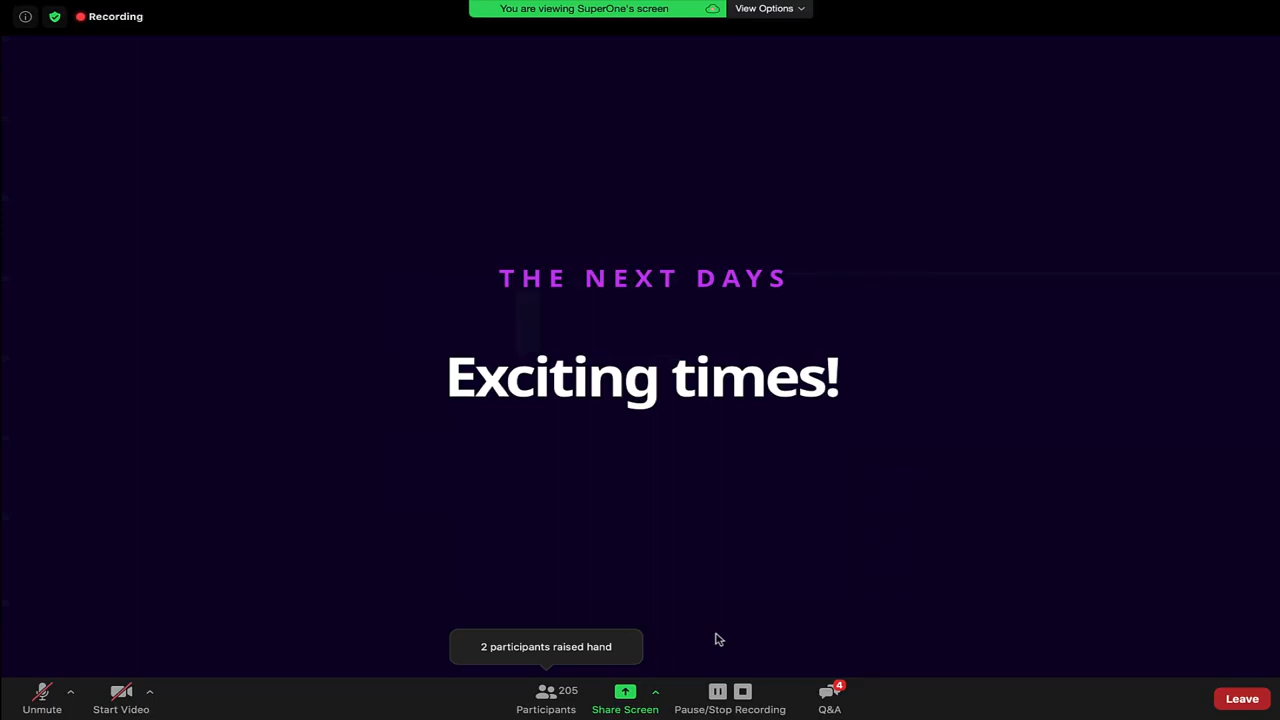 Recording
You are viewing SuperOne's screen
View Options
THE NEXT DAYS
Exciting times!
2 participants raised hand
Unmute
Start Video
205
Participants
Share Screen
Pause/Stop Recording
4
Q&A
Leave